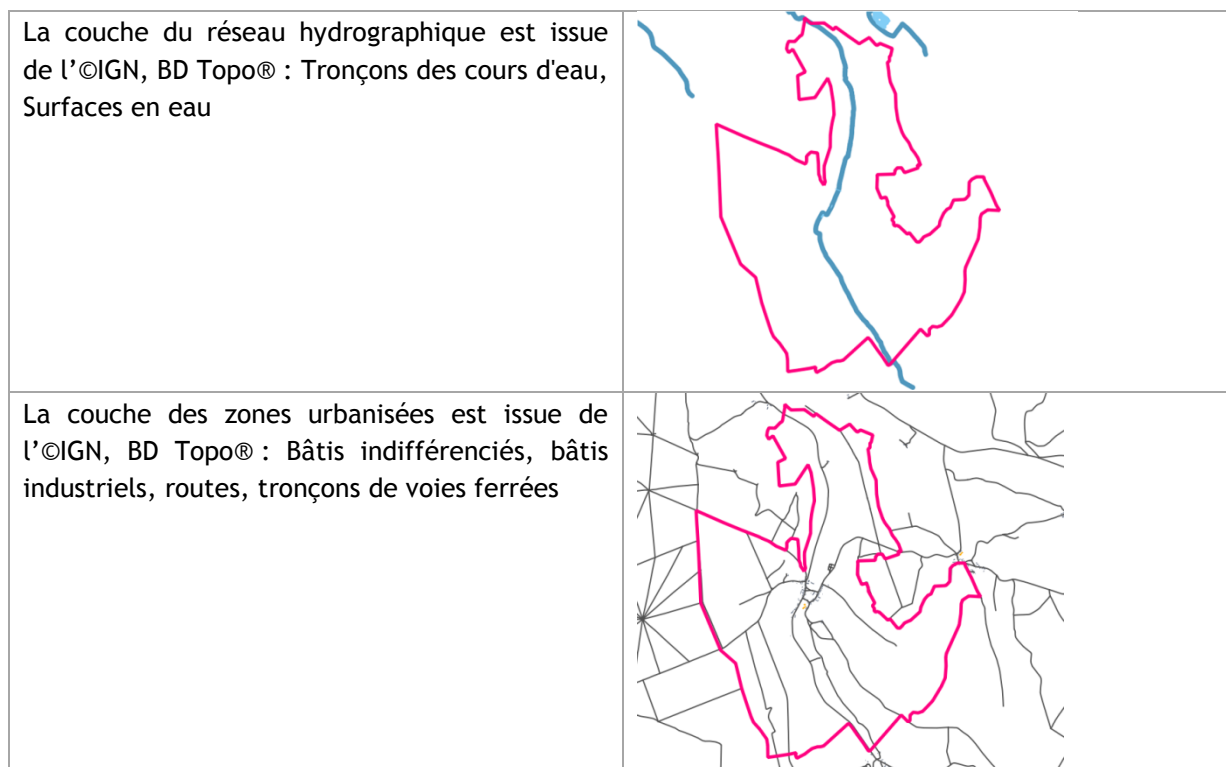 La couche du réseau hydrographique est issue
de l’©IGN, BD Topo® : Tronçons des cours d'eau,
Surfaces en eau
La couche des zones urbanisées est issue de
l’©IGN, BD Topo® : Bâtis indifférenciés, bâtis
industriels, routes, tronçons de voies ferrées